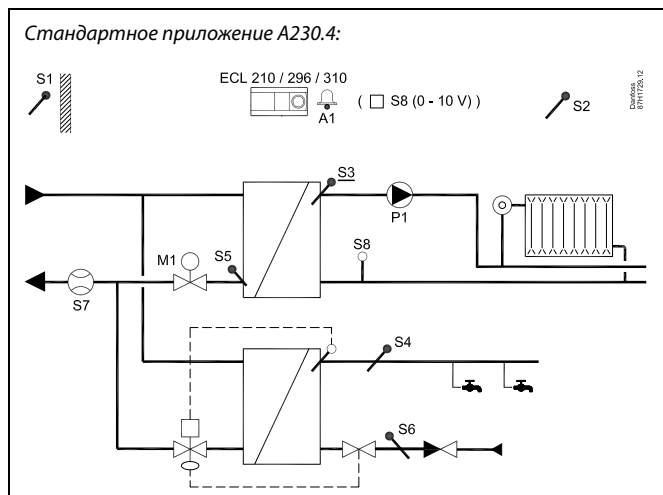 Стандартное приложение A230.4:
S1
ECL 210 / 296 / 310
A1
( S8 (0 - 10 V) )
S2
Danfoss
87H1729.12
S3
P1
M1
S5
S8
S7
S4
S6